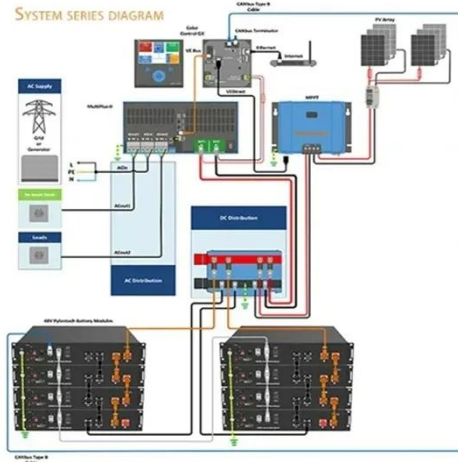 SYSTEM SERIES DIAGRAM
CANbus Type B
Cable
PV Array
Color
Control GX
CANbus Terminator
VE.Bus
Ethernet
Internet
AC Supply
VE.Direct
MPPT
MultiPlus-II
Grid
or
Generator
L
PE
N
ACin
Loads
ACout1
DC Distribution
ACout2
AC Distribution
48V Pylontech Battery Modules
CANbus Type B